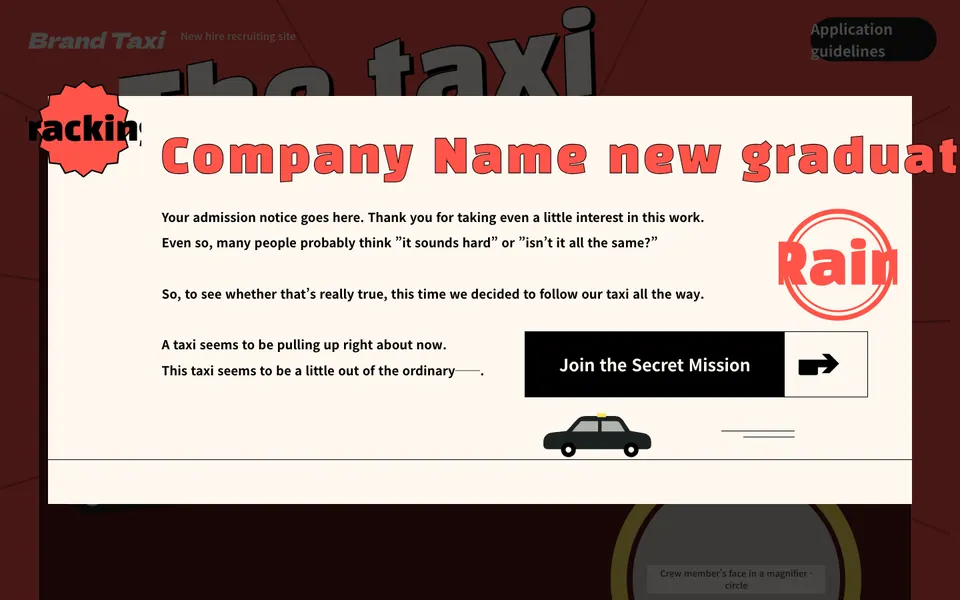 Brand Taxi
New hire recruiting site
Application
guidelines
The taxi
racking
Company Name new graduat
Your admission notice goes here. Thank you for taking even a little interest in this work.
Even so, many people probably think ”it sounds hard” or ”isn’t it all the same?”
Rain
So, to see whether that’s really true, this time we decided to follow our taxi all the way.
A taxi seems to be pulling up right about now.
This taxi seems to be a little out of the ordinary──.
Join the Secret Mission
Crew member's face in a magnifier ·
circle